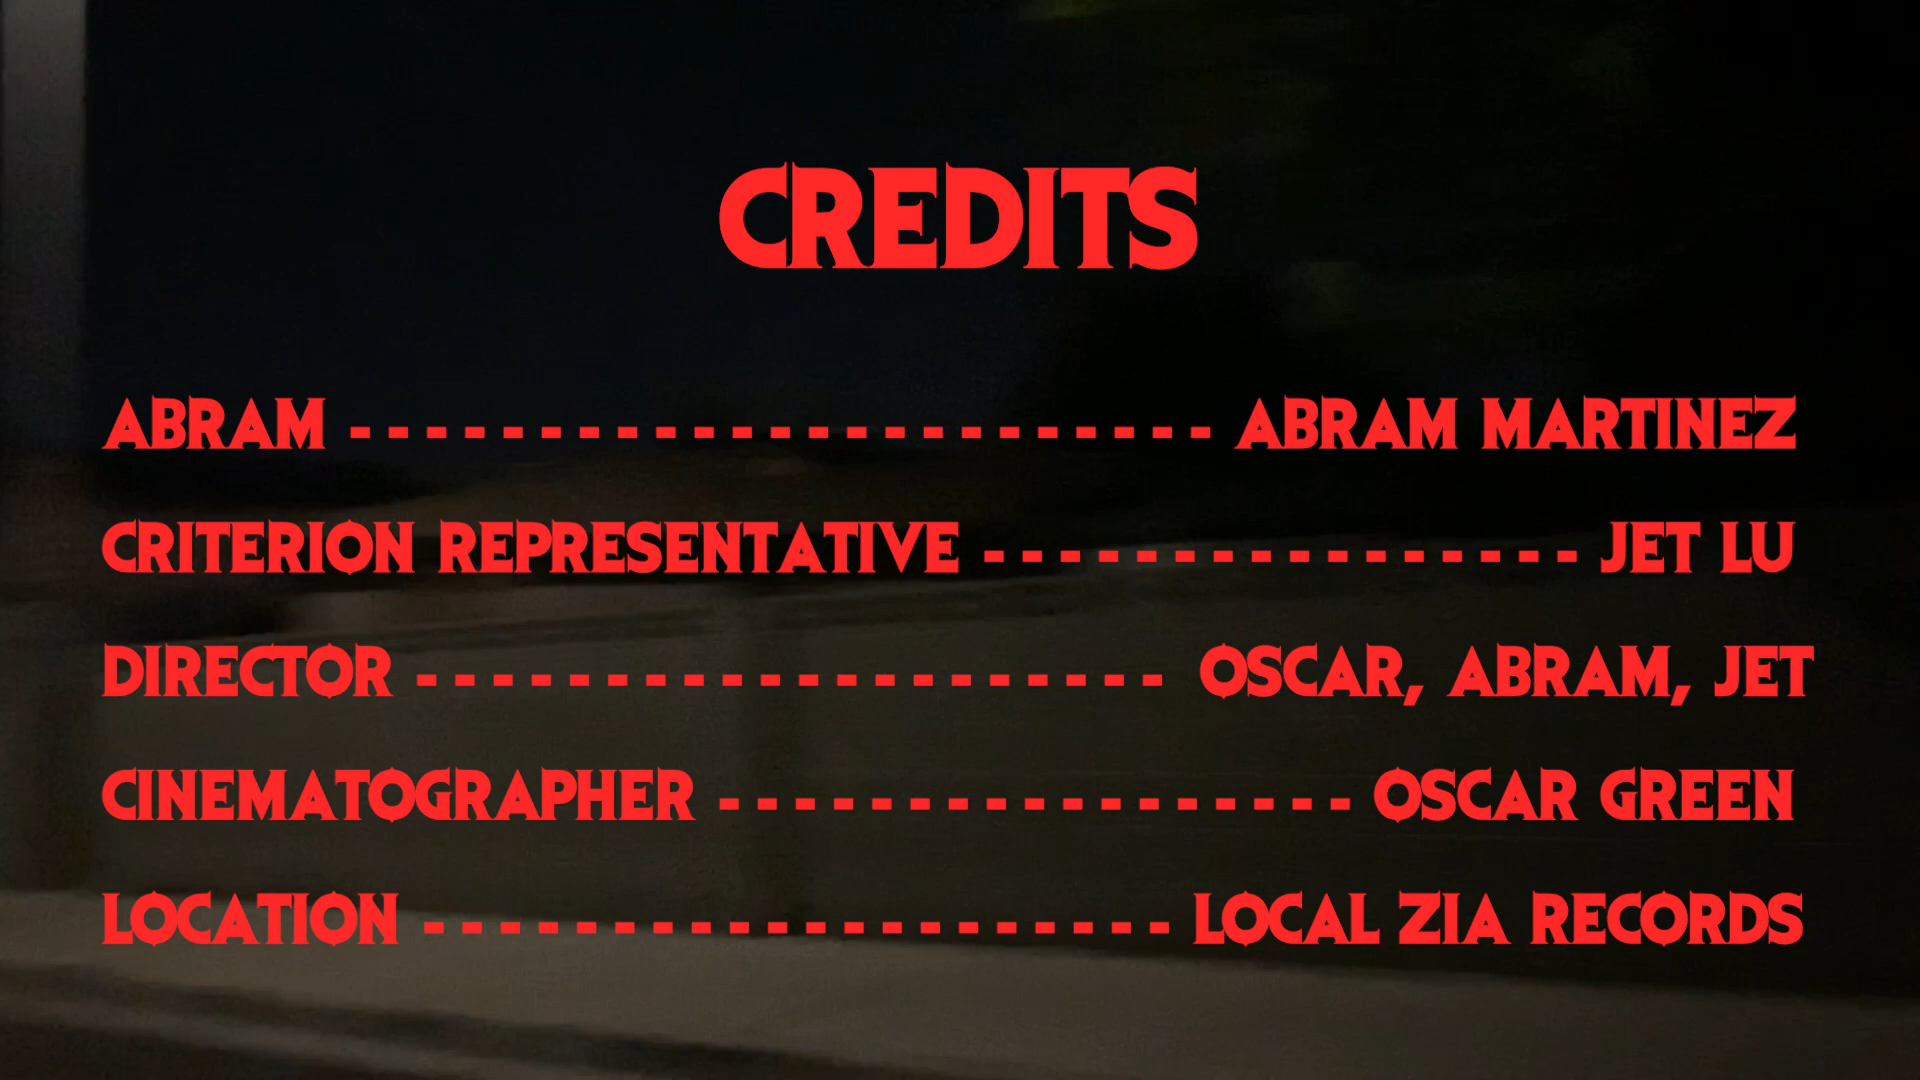 CREDITS
ABRAM - - - - - - - - - - - - - - - - - - - - - - - ABRAM MARTINEZ
CRITERION REPRESENTATIVE - - - - - - - - - - - - - - - - JET LU
DIRECTOR - - - - - - - - - - - - - - - - - - - - OSCAR, ABRAM, JET
CINEMATOGRAPHER - - - - - - - - - - - - - - - - - OSCAR GREEN
LOCATION - - - - - - - - - - - - - - - - - - - - LOCAL ZIA RECORDS